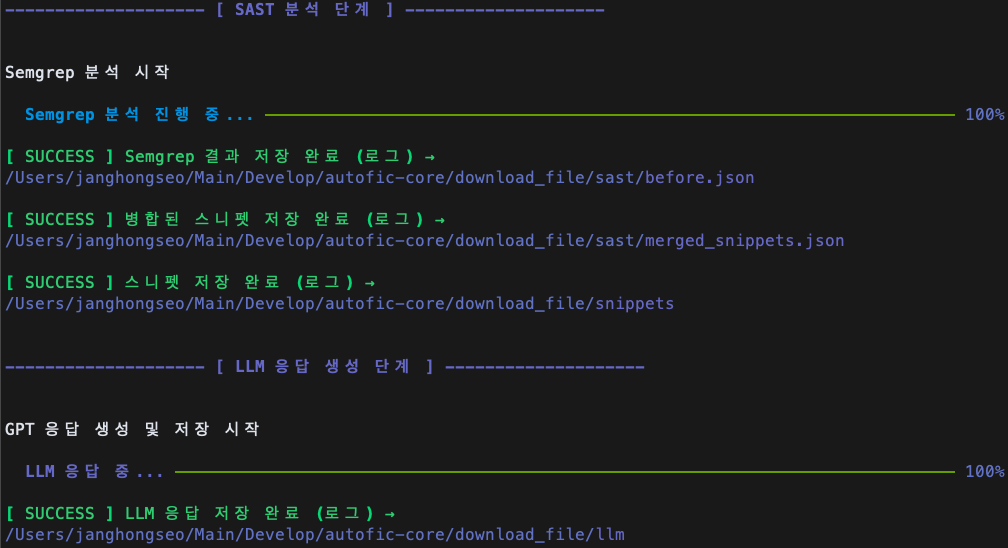 -------------------- [ SAST 분석 단계 ] --------------------
Semgrep 분석 시작
Semgrep 분석 진행 중... 100%
[ SUCCESS ] Semgrep 결과 저장 완료 (로그) →
/Users/janghongseo/Main/Develop/autofic-core/download_file/sast/before.json
[ SUCCESS ] 병합된 스니펫 저장 완료 (로그) →
/Users/janghongseo/Main/Develop/autofic-core/download_file/sast/merged_snippets.json
[ SUCCESS ] 스니펫 저장 완료 (로그) →
/Users/janghongseo/Main/Develop/autofic-core/download_file/snippets
-------------------- [ LLM 응답 생성 단계 ] --------------------
GPT 응답 생성 및 저장 시작
LLM 응답 중... 100%
[ SUCCESS ] LLM 응답 저장 완료 (로그) →
/Users/janghongseo/Main/Develop/autofic-core/download_file/llm